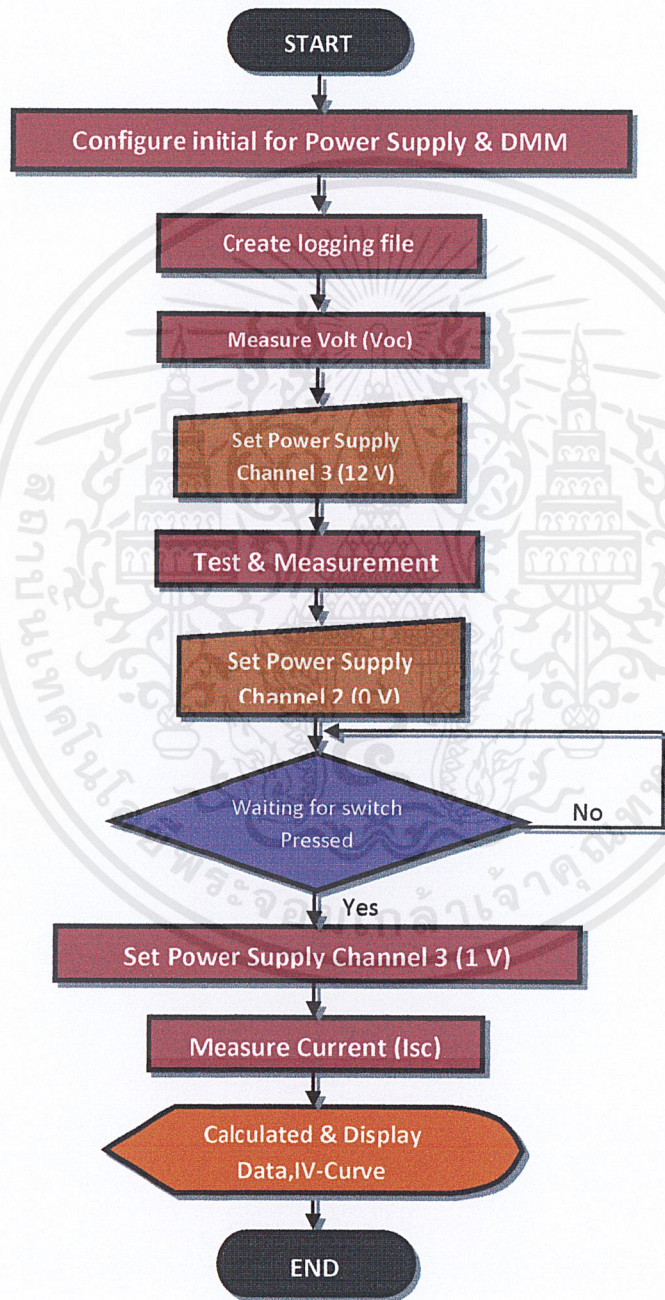 START
Configure initial for Power Supply & DMM
Create logging file
Measure Volt (Voc)
Set Power Supply
Channel 3 (12 V)
Test & Measurement
Set Power Supply
Channel 2 (0 V)
Waiting for switch
Pressed
No
Yes
Set Power Supply Channel 3 (1 V)
Measure Current (Isc)
Calculated & Display
Data,IV-Curve
END